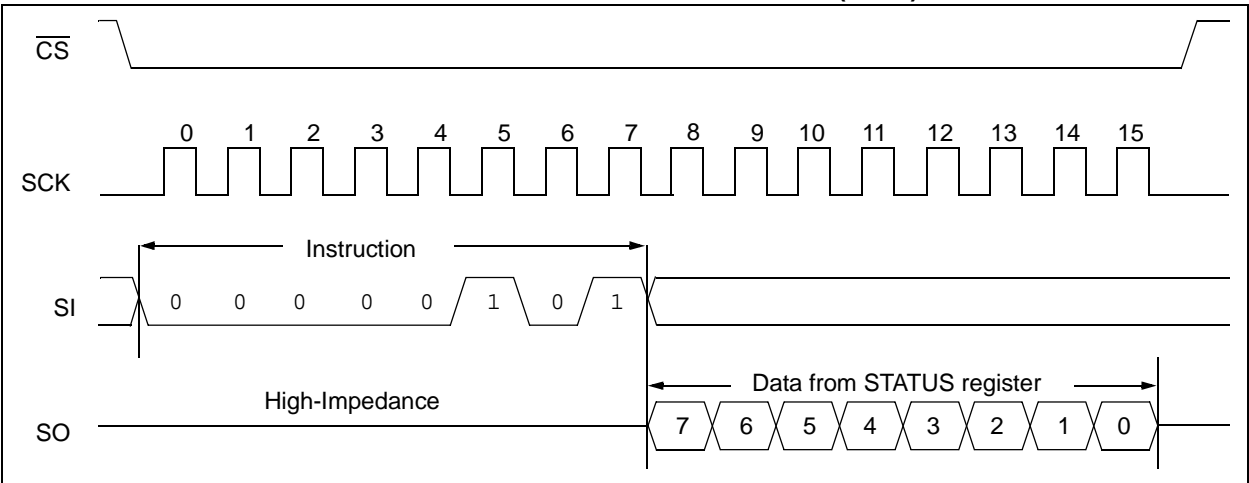 CS
0 1 2 3 4 5 6 7 8 9 10 11 12 13 14 15
SCK
Instruction
SI 0 0 0 0 0 1 0 1
Data from STATUS register
High-Impedance
SO 7 6 5 4 3 2 1 0